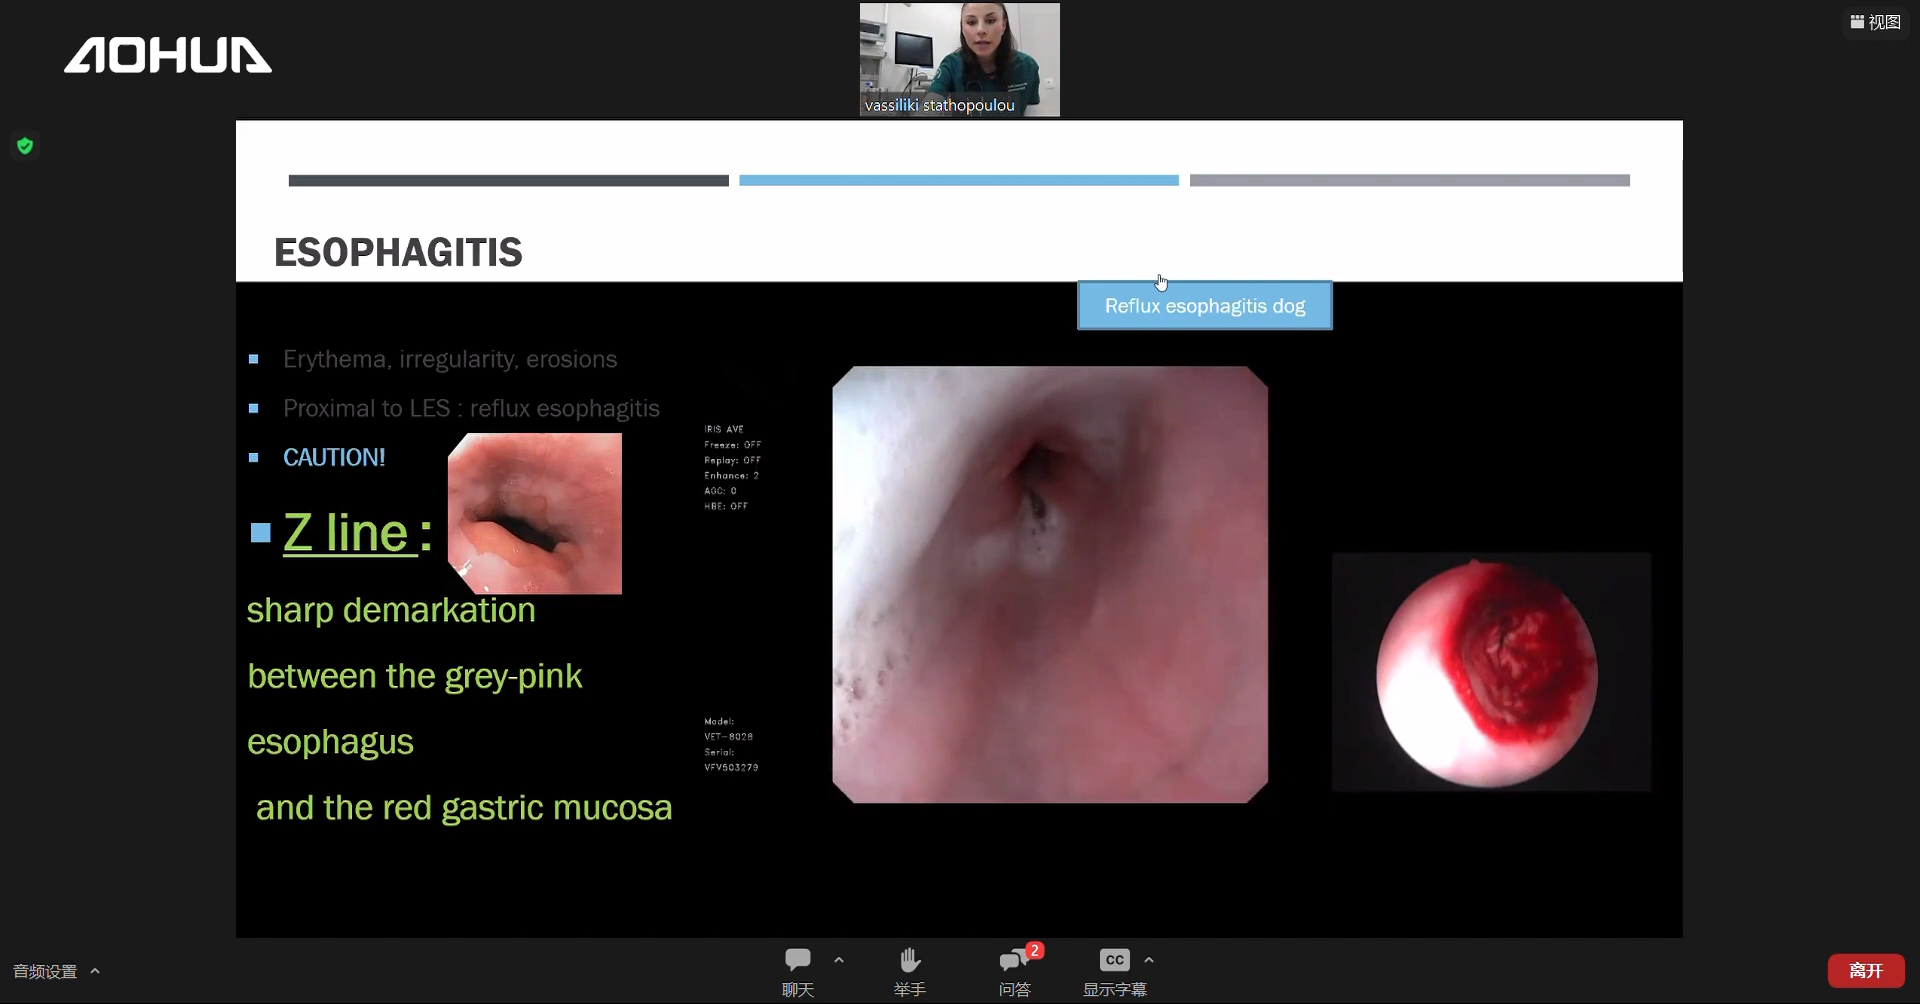 AOHUA
视图
vassiliki stathopoulou
ESOPHAGITIS
Reflux esophagitis dog
Erythema, irregularity, erosions
Proximal to LES : reflux esophagitis
CAUTION!
Z line :
sharp demarkation
between the grey-pink
esophagus
and the red gastric mucosa
IRIS AVE
Freeze: OFF
Replay: OFF
Enhance: 2
AGC: 0
HBE: OFF
Model:
VET-8028
Serial:
VFV503279
音频设置
聊天
举手
2
问答
CC
显示字幕
离开